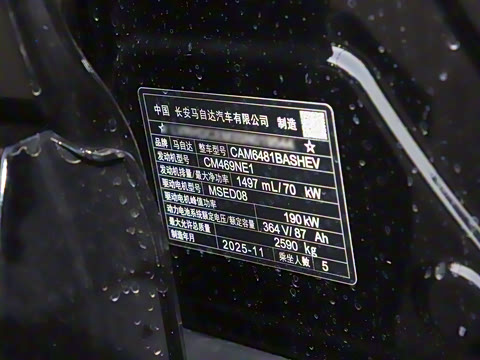 中国 长安马自达汽车有限公司 制造
☆ ☆
品牌 马自达 整车型号 CAM6481BASHEV
发动机型号 CM469NE1
发动机排量/最大净功率 1497 mL/70 kW
驱动电机型号 MSED08
驱动电机峰值功率 190 kW
动力电池系统额定电压/额定容量 364 V/ 87 Ah
最大允许总质量 2590 kg
制造年月 2025-11 乘坐人数 5